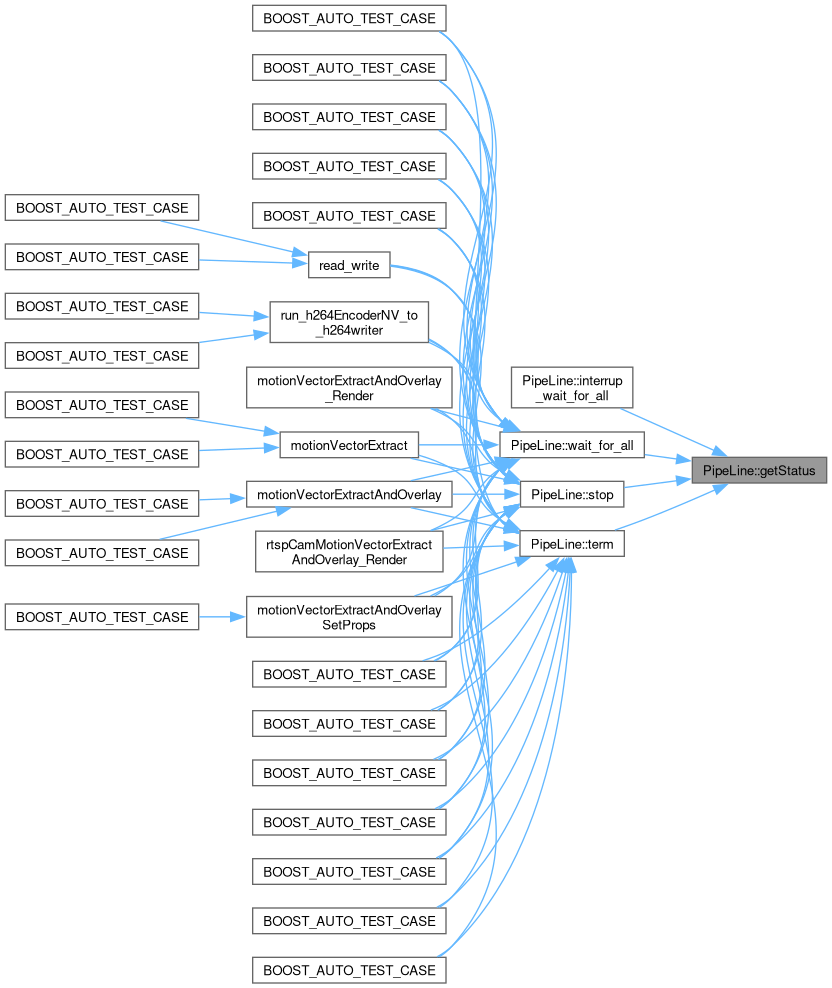 BOOST_AUTO_TEST_CASE
BOOST_AUTO_TEST_CASE
BOOST_AUTO_TEST_CASE
BOOST_AUTO_TEST_CASE
BOOST_AUTO_TEST_CASE
BOOST_AUTO_TEST_CASE
BOOST_AUTO_TEST_CASE
read_write
BOOST_AUTO_TEST_CASE
BOOST_AUTO_TEST_CASE
run_h264EncoderNV_to
_h264writer
motionVectorExtractAndOverlay
_Render
PipeLine::interrup
_wait_for_all
BOOST_AUTO_TEST_CASE
BOOST_AUTO_TEST_CASE
motionVectorExtract
PipeLine::wait_for_all
PipeLine::getStatus
BOOST_AUTO_TEST_CASE
BOOST_AUTO_TEST_CASE
motionVectorExtractAndOverlay
PipeLine::stop
rtspCamMotionVectorExtract
AndOverlay_Render
PipeLine::term
BOOST_AUTO_TEST_CASE
motionVectorExtractAndOverlay
SetProps
BOOST_AUTO_TEST_CASE
BOOST_AUTO_TEST_CASE
BOOST_AUTO_TEST_CASE
BOOST_AUTO_TEST_CASE
BOOST_AUTO_TEST_CASE
BOOST_AUTO_TEST_CASE
BOOST_AUTO_TEST_CASE